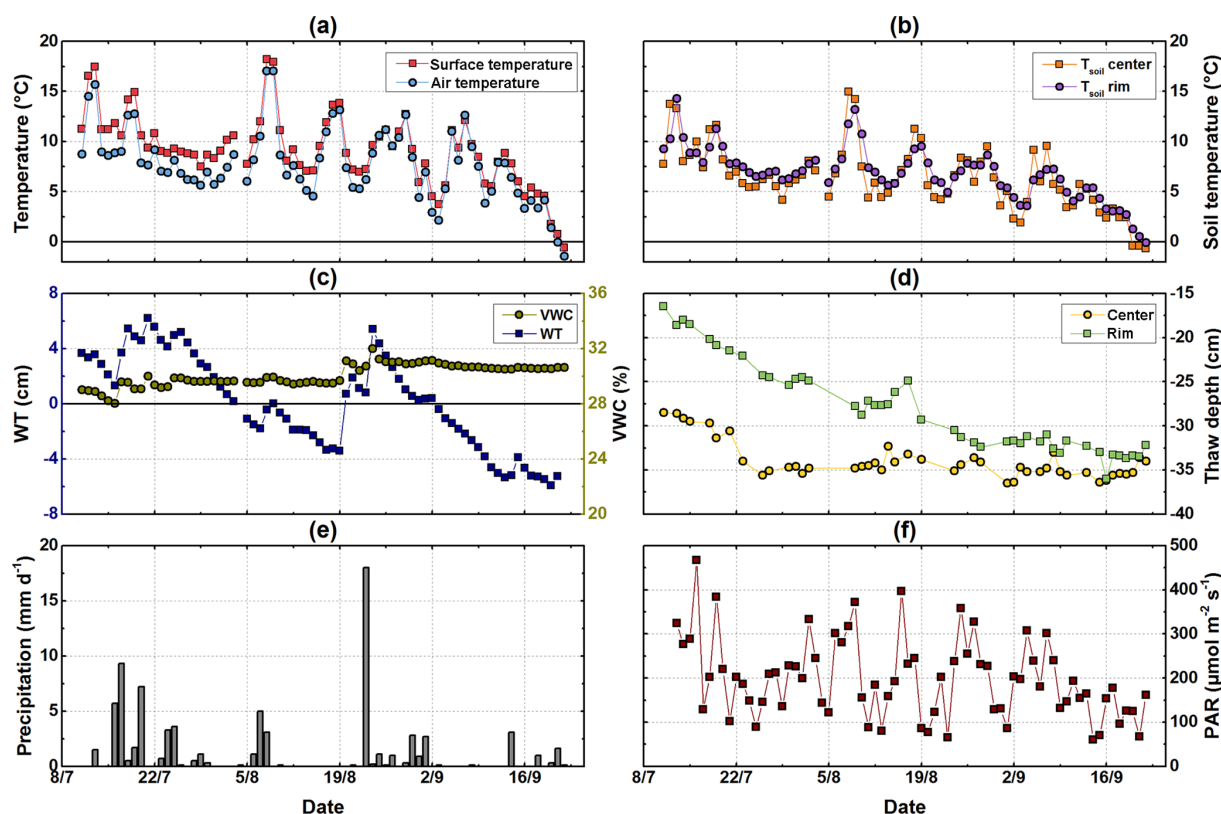 (a)
(b)
Temperature (°C)
20
15
10
5
0
Surface temperature
Air temperature
T_soil center
T_soil rim
20
15
10
5
0
Soil temperature (°C)
(c)
(d)
WT (cm)
8
4
0
-4
-8
VWC
WT
36
32
28
24
20
VWC (%)
Center
Rim
-15
-20
-25
-30
-35
-40
Thaw depth (cm)
(e)
(f)
Precipitation (mm d⁻¹)
20
15
10
5
0
8/7
22/7
5/8
19/8
2/9
16/9
Date
500
400
300
200
100
0
PAR (µmol m⁻² s⁻¹)
8/7
22/7
5/8
19/8
2/9
16/9
Date